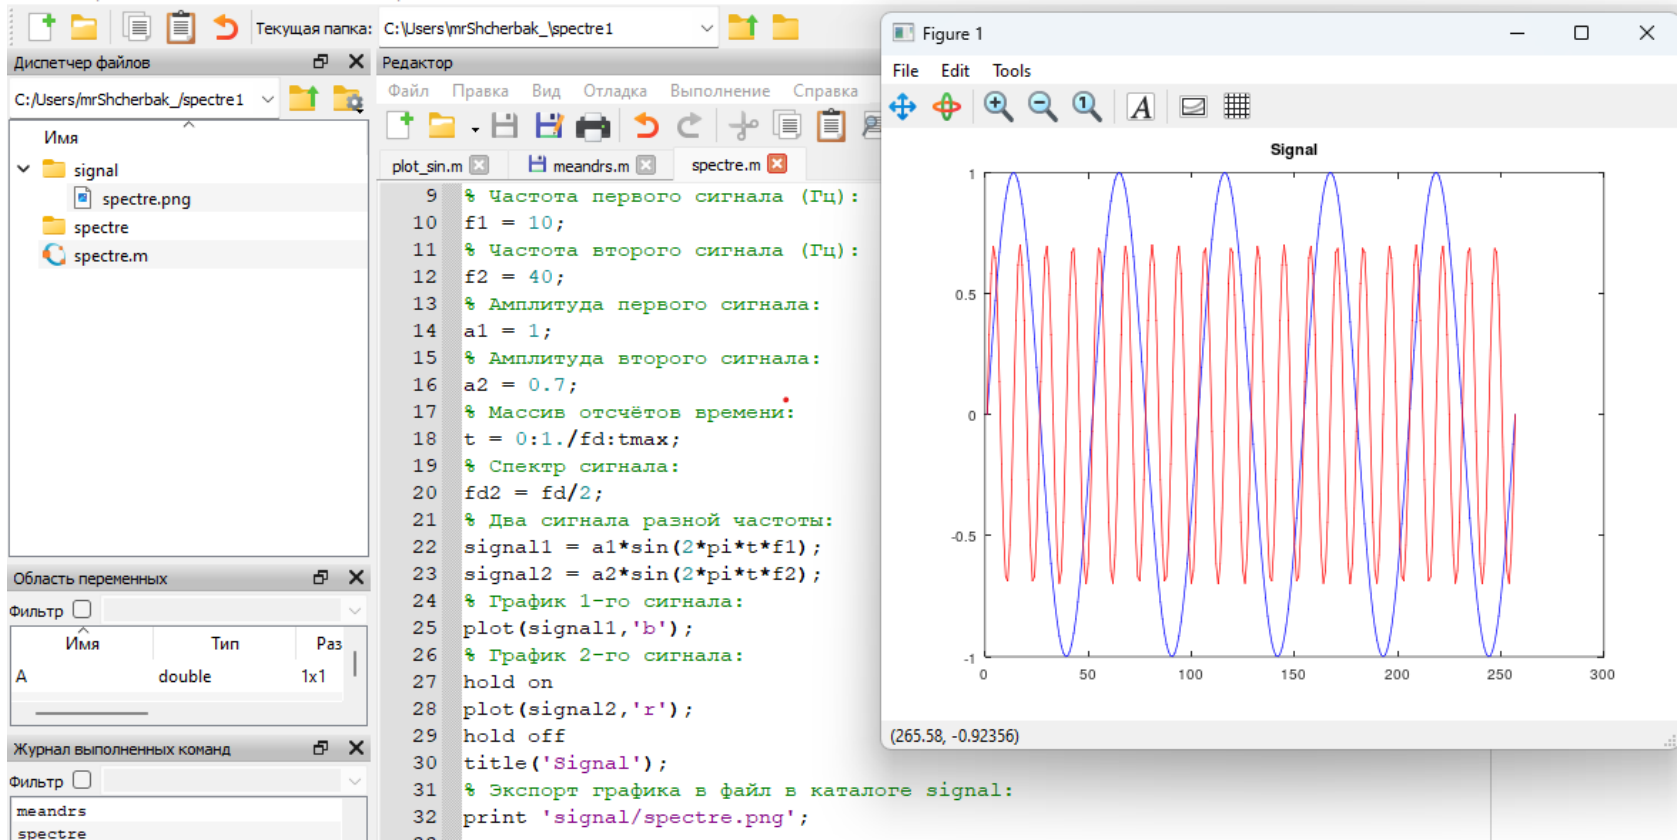 Текущая папка: C:\Users\mrShcherbak_\spectre1
Диспетчер файлов
C:/Users/mrShcherbak_/spectre1
Имя
signal
spectre.png
spectre
spectre.m
Область переменных
Фильтр
Имя Тип Раз
A double 1x1
Журнал выполненных команд
Фильтр
meandrs
spectre
Редактор
Файл Правка Вид Отладка Выполнение Справка
plot_sin.m meandrs.m spectre.m
9 % Частота первого сигнала (Гц):
10 f1 = 10;
11 % Частота второго сигнала (Гц):
12 f2 = 40;
13 % Амплитуда первого сигнала:
14 a1 = 1;
15 % Амплитуда второго сигнала:
16 a2 = 0.7;
17 % Массив отсчётов времени:
18 t = 0:1./fd:tmax;
19 % Спектр сигнала:
20 fd2 = fd/2;
21 % Два сигнала разной частоты:
22 signal1 = a1*sin(2*pi*t*f1);
23 signal2 = a2*sin(2*pi*t*f2);
24 % График 1-го сигнала:
25 plot(signal1,'b');
26 % График 2-го сигнала:
27 hold on
28 plot(signal2,'r');
29 hold off
30 title('Signal');
31 % Экспорт графика в файл в каталоге signal:
32 print 'signal/spectre.png';
Figure 1
File Edit Tools
A
Signal
1
0.5
0
-0.5
-1
0 50 100 150 200 250 300
(265.58, -0.92356)